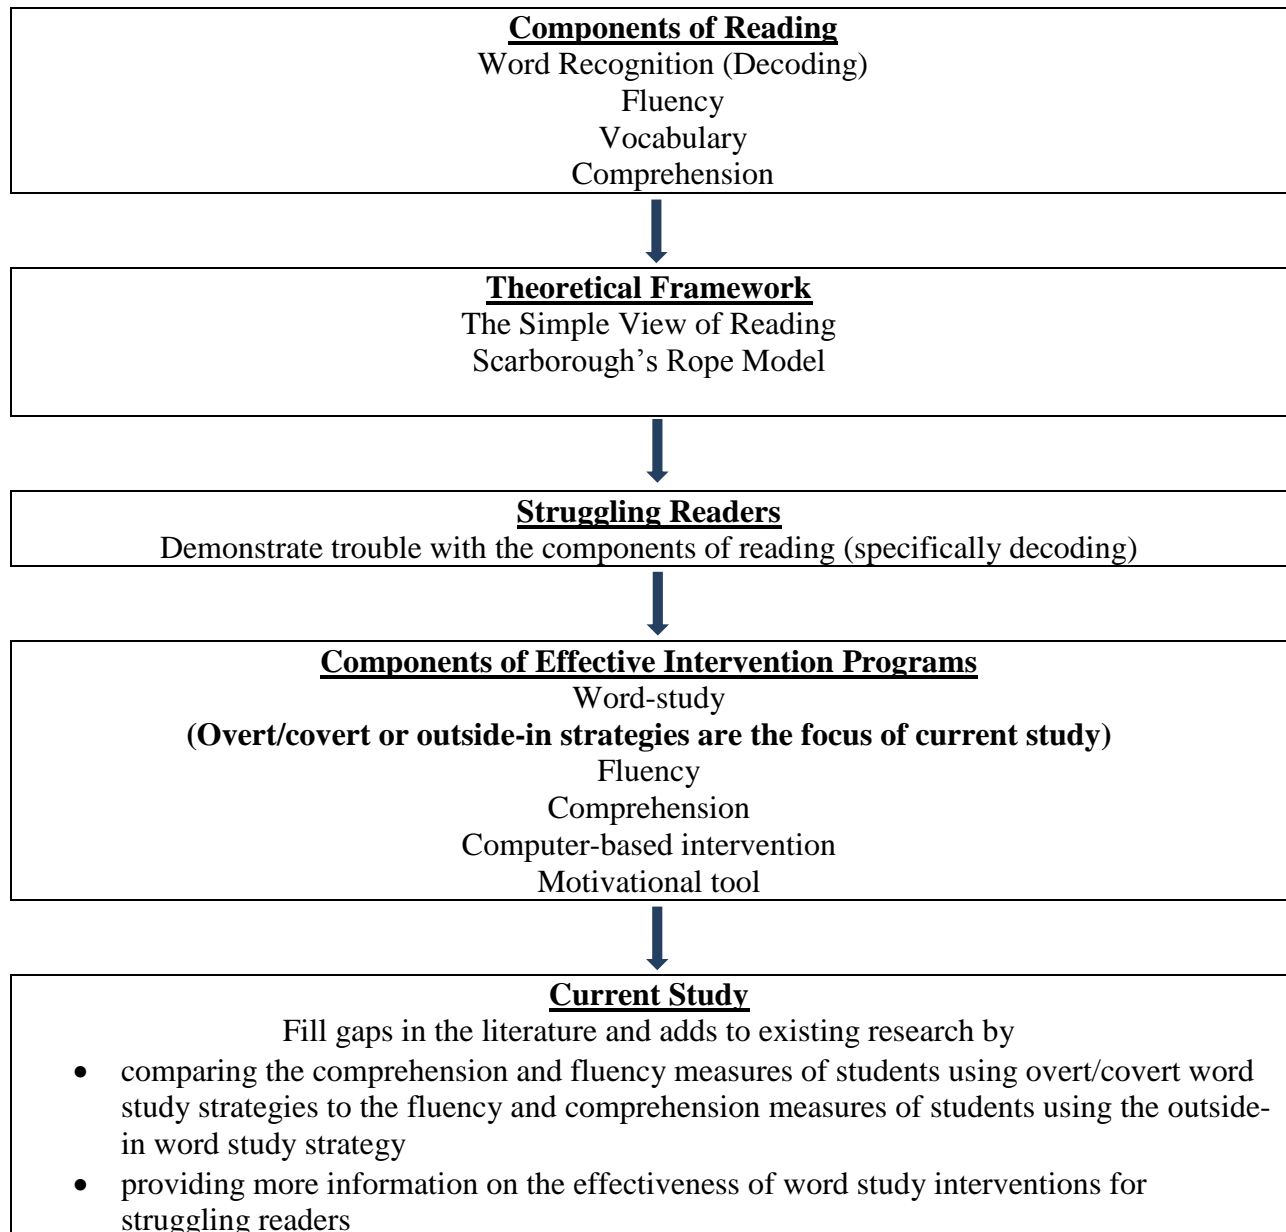 Components of Reading
Word Recognition (Decoding)
Fluency
Vocabulary
Comprehension
Theoretical Framework
The Simple View of Reading
Scarborough’s Rope Model
Struggling Readers
Demonstrate trouble with the components of reading (specifically decoding)
Components of Effective Intervention Programs
Word-study
(Overt/covert or outside-in strategies are the focus of current study)
Fluency
Comprehension
Computer-based intervention
Motivational tool
Current Study
Fill gaps in the literature and adds to existing research by
• comparing the comprehension and fluency measures of students using overt/covert word
study strategies to the fluency and comprehension measures of students using the outside-
in word study strategy
• providing more information on the effectiveness of word study interventions for
struggling readers